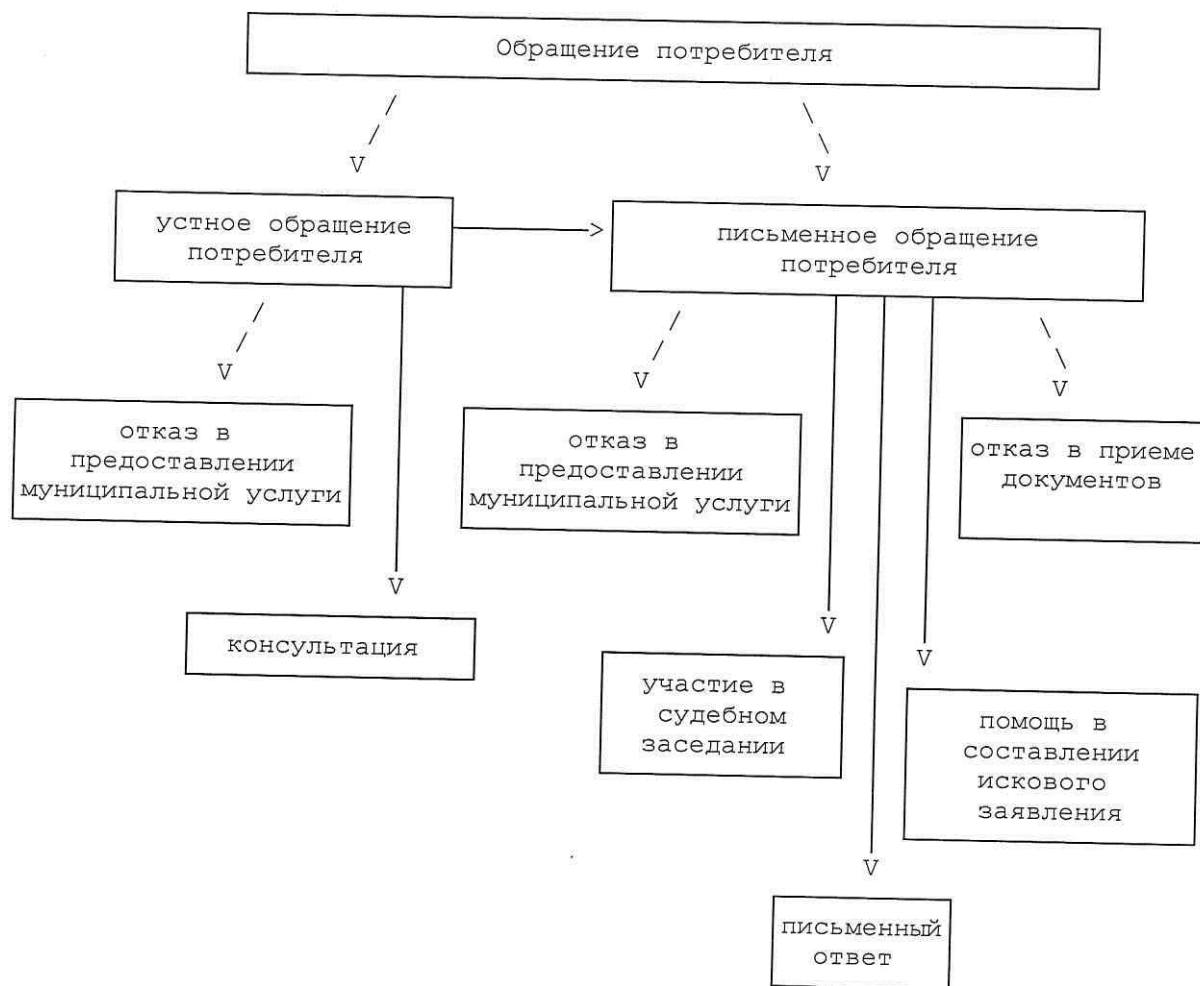 Обращение потребителя
устное обращение
потребителя
письменное обращение
потребителя
отказ в
предоставлении
муниципальной услуги
отказ в
предоставлении
муниципальной услуги
отказ в приеме
документов
консультация
участие в
судебном
заседании
помощь в
составлении
искового
заявления
письменный
ответ